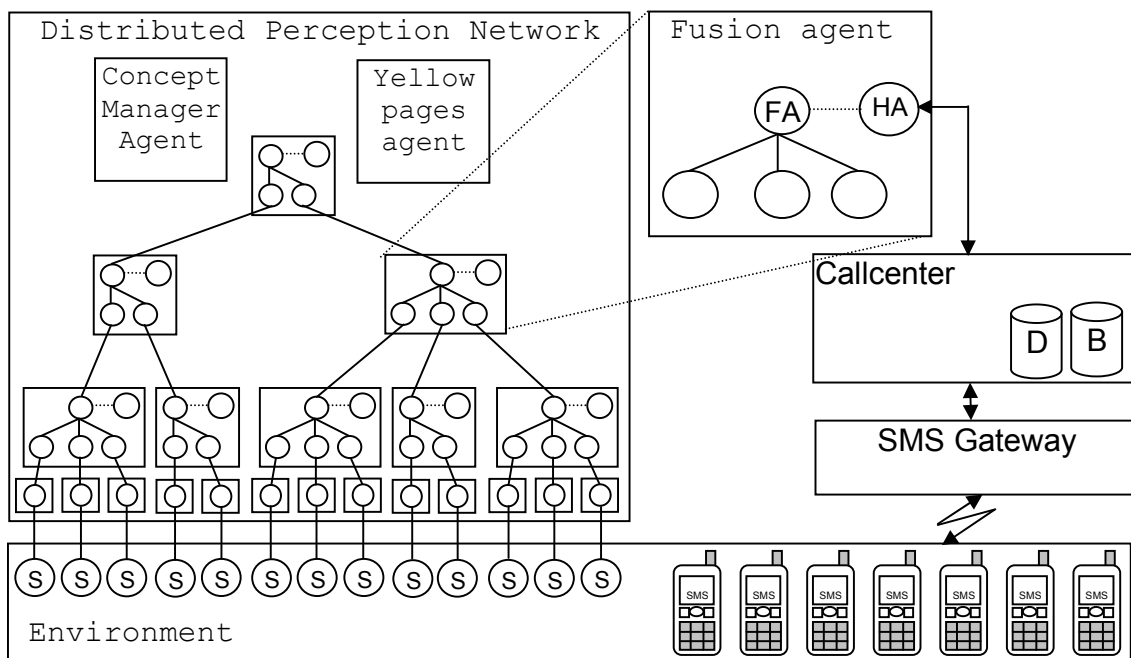 Distributed Perception Network
Concept
Manager
Agent
Yellow
pages
agent
Fusion agent
FA
HA
Callcenter
D
B
SMS Gateway
S S S S S S S S S S S S S
SMS SMS SMS SMS SMS SMS SMS
Environment